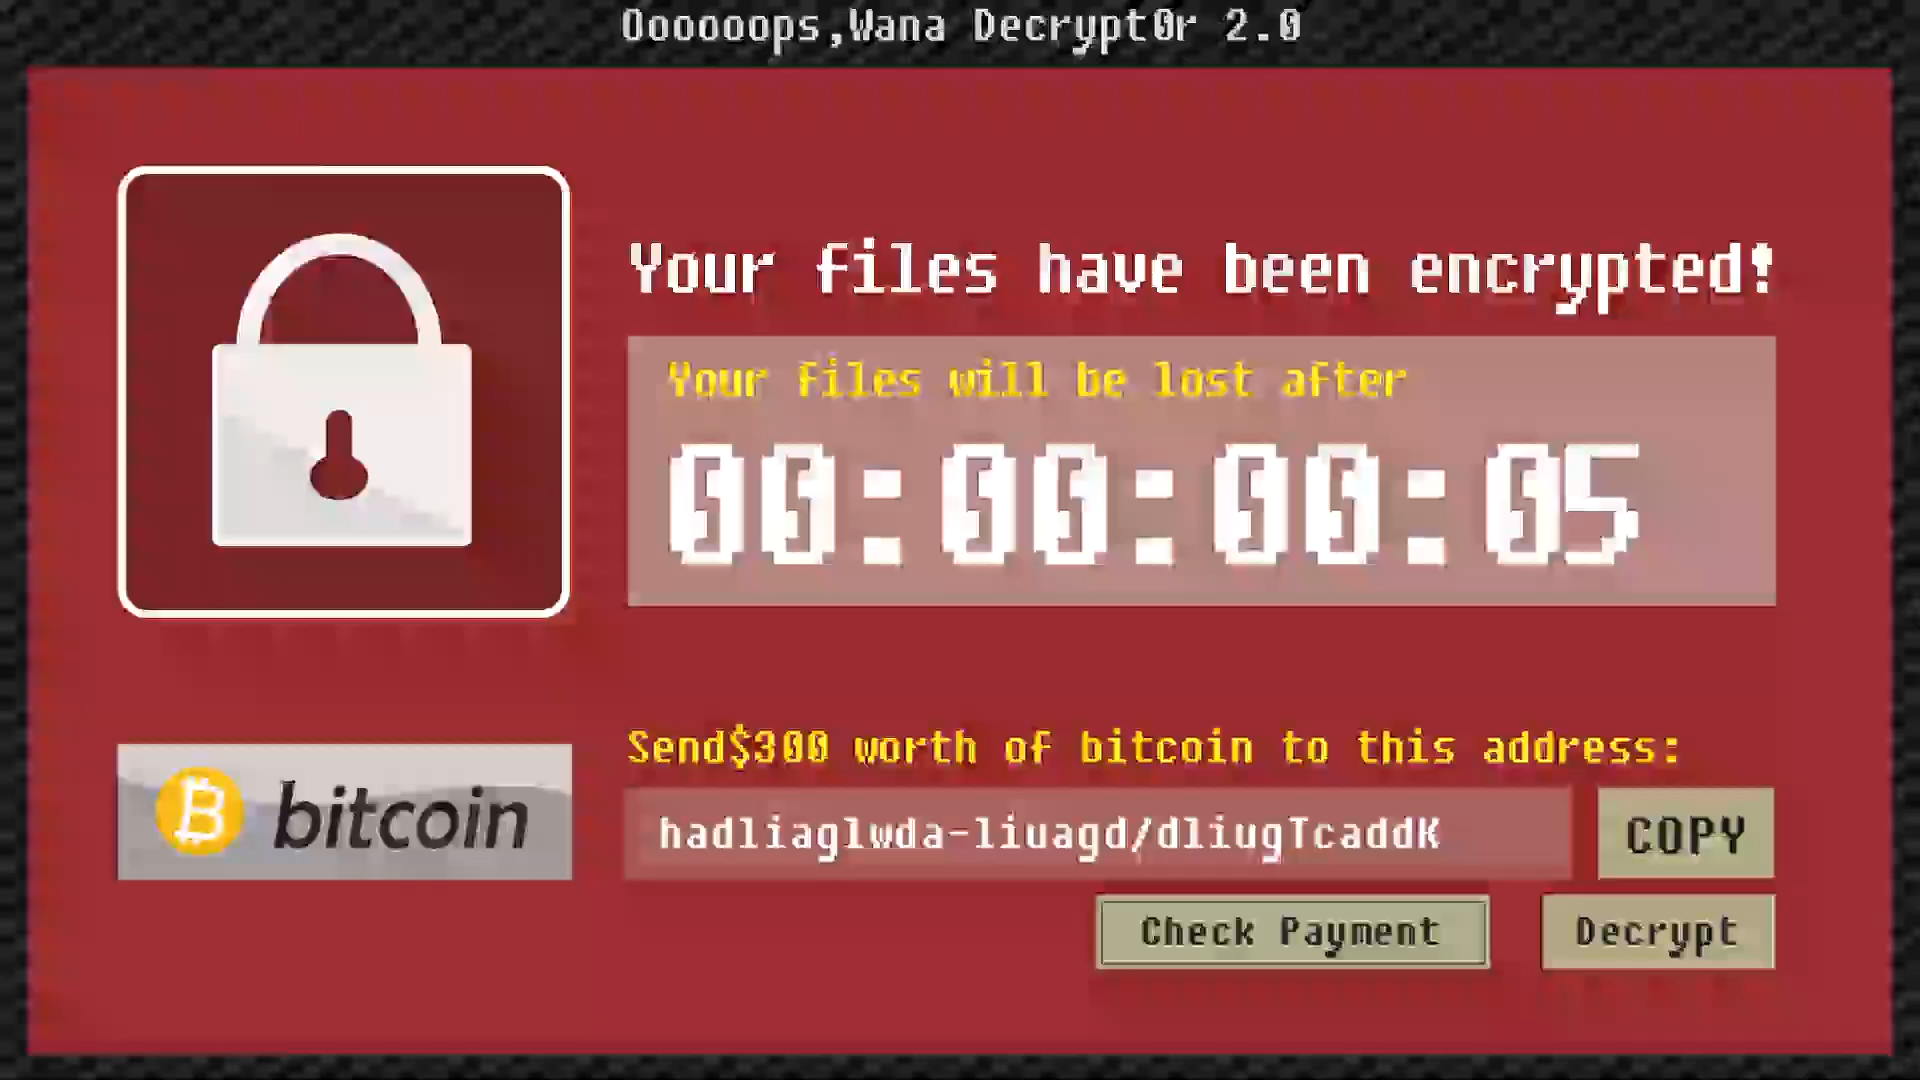 Oooooops,Wana Decrypt0r 2.0
Your files have been encrypted!
Your files will be lost after
00:00:00:05
Send$300 worth of bitcoin to this address:
bitcoin
hadliaglwda-liuagd/dliugTcaddK
COPY
Check Payment
Decrypt